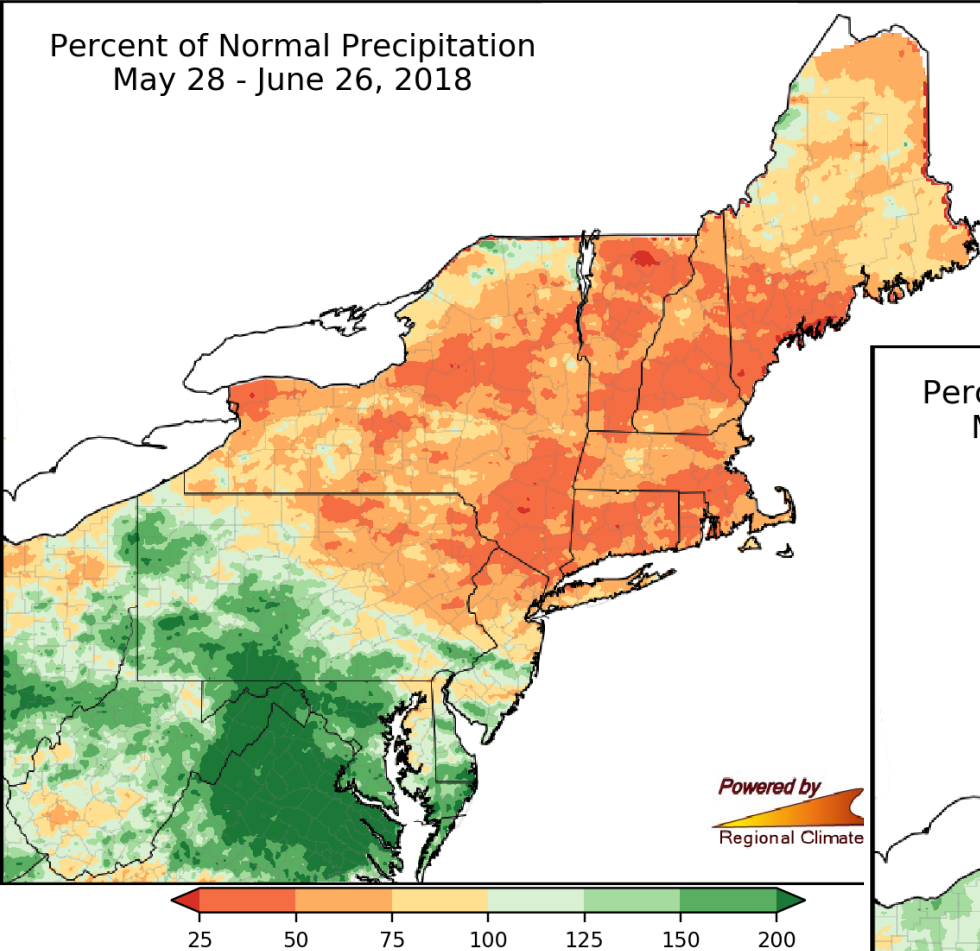 Percent of Normal Precipitation
May 28 - June 26, 2018
Powered by
Regional Climate
25 50 75 100 125 150 200
Perc
M